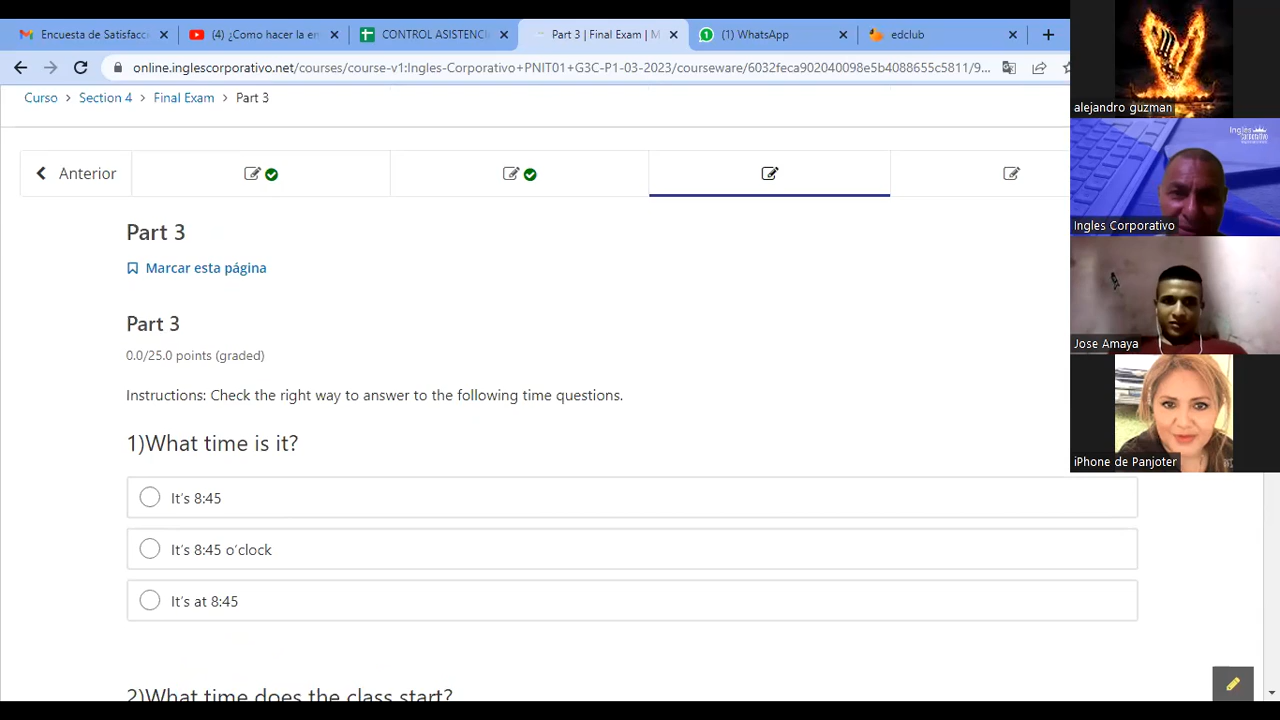 Encuesta de Satisfacc
(4) ¿Como hacer la en
CONTROL ASISTENCI
Part 3 | Final Exam | M
(1) WhatsApp
edclub
online.inglescorporativo.net/courses/course-v1:Ingles-Corporativo+PNIT01+G3C-P1-03-2023/courseware/6032feca902040098e5b4088655c5811/9...
Curso > Section 4 > Final Exam > Part 3
Anterior
Part 3
Marcar esta página
Part 3
0.0/25.0 points (graded)
Instructions: Check the right way to answer to the following time questions.
1)What time is it?
It's 8:45
It's 8:45 o'clock
It's at 8:45
2)What time does the class start?
alejandro guzman
Ingles Corporativo
Ingles Corporativo
Jose Amaya
iPhone de Panjoter